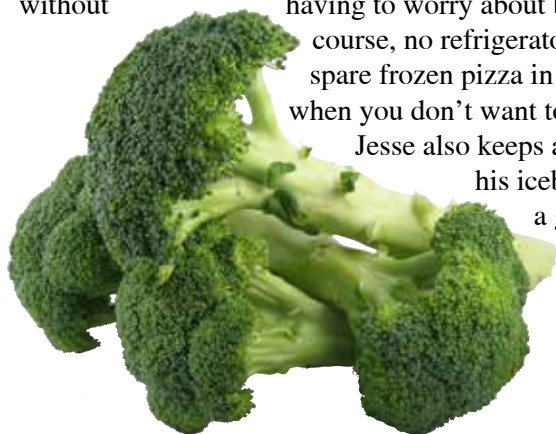 without having to worry about
course, no refrigerato
spare frozen pizza in
when you don’t want to
Jesse also keeps a
his iceb
a